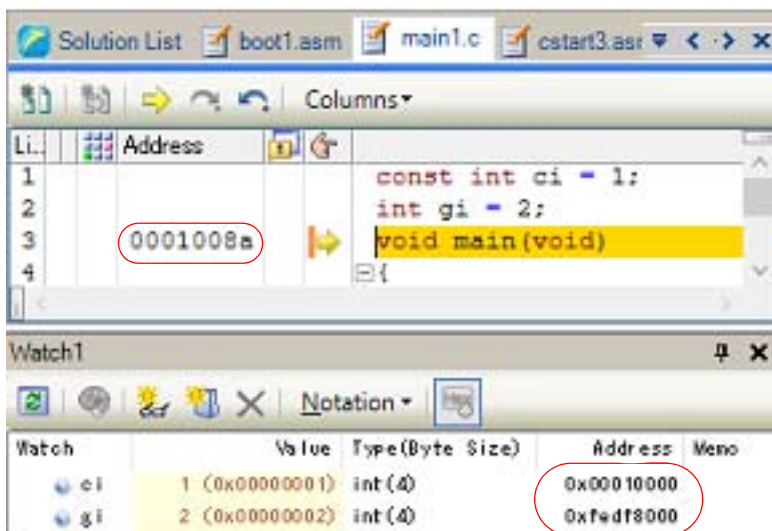 Solution List boot1.asm main1.c cstart3.asr
Columns
Li.. Address
1 const int ci = 1;
2 int gi = 2;
3 0001008a void main(void)
4 {
Watch1
Notation Hex
Watch Value Type(Byte Size) Address Memo
ci 1 (0x00000001) int(4) 0x00010000
gi 2 (0x00000002) int(4) 0xfedf8000